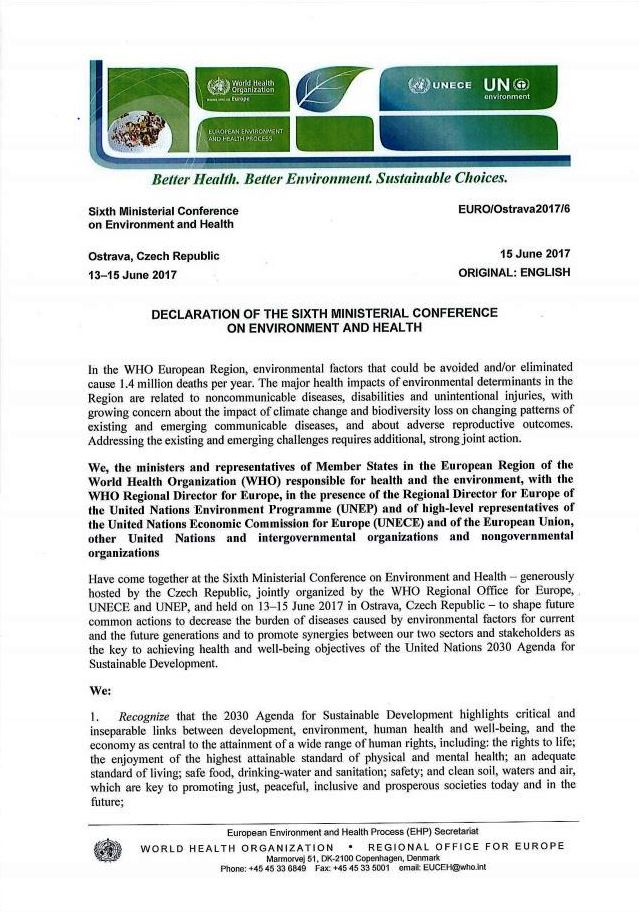 World Health
Organization
Europe
UNECE
UN
environment
EUROPEAN ENVIRONMENT
AND HEALTH PROCESS
Better Health. Better Environment. Sustainable Choices.
Sixth Ministerial Conference
on Environment and Health
EURO/Ostrava2017/6
Ostrava, Czech Republic
13–15 June 2017
15 June 2017
ORIGINAL: ENGLISH
DECLARATION OF THE SIXTH MINISTERIAL CONFERENCE
ON ENVIRONMENT AND HEALTH
In the WHO European Region, environmental factors that could be avoided and/or eliminated
cause 1.4 million deaths per year. The major health impacts of environmental determinants in the
Region are related to noncommunicable diseases, disabilities and unintentional injuries, with
growing concern about the impact of climate change and biodiversity loss on changing patterns of
existing and emerging communicable diseases, and about adverse reproductive outcomes.
Addressing the existing and emerging challenges requires additional, strong joint action.
We, the ministers and representatives of Member States in the European Region of the
World Health Organization (WHO) responsible for health and the environment, with the
WHO Regional Director for Europe, in the presence of the Regional Director for Europe of
the United Nations Environment Programme (UNEP) and of high-level representatives of
the United Nations Economic Commission for Europe (UNECE) and of the European Union,
other United Nations and intergovernmental organizations and nongovernmental
organizations
Have come together at the Sixth Ministerial Conference on Environment and Health – generously
hosted by the Czech Republic, jointly organized by the WHO Regional Office for Europe,
UNECE and UNEP, and held on 13–15 June 2017 in Ostrava, Czech Republic – to shape future
common actions to decrease the burden of diseases caused by environmental factors for current
and the future generations and to promote synergies between our two sectors and stakeholders as
the key to achieving health and well-being objectives of the United Nations 2030 Agenda for
Sustainable Development.
We:
1. Recognize that the 2030 Agenda for Sustainable Development highlights critical and
inseparable links between development, environment, human health and well-being, and the
economy as central to the attainment of a wide range of human rights, including: the rights to life;
the enjoyment of the highest attainable standard of physical and mental health; an adequate
standard of living; safe food, drinking-water and sanitation; safety; and clean soil, waters and air,
which are key to promoting just, peaceful, inclusive and prosperous societies today and in the
future;
European Environment and Health Process (EHP) Secretariat
WORLD HEALTH ORGANIZATION • REGIONAL OFFICE FOR EUROPE
Marmorvej 51, DK-2100 Copenhagen, Denmark
Phone: +45 45 33 6849 Fax: +45 45 33 5001 email: EUCEH@who.int